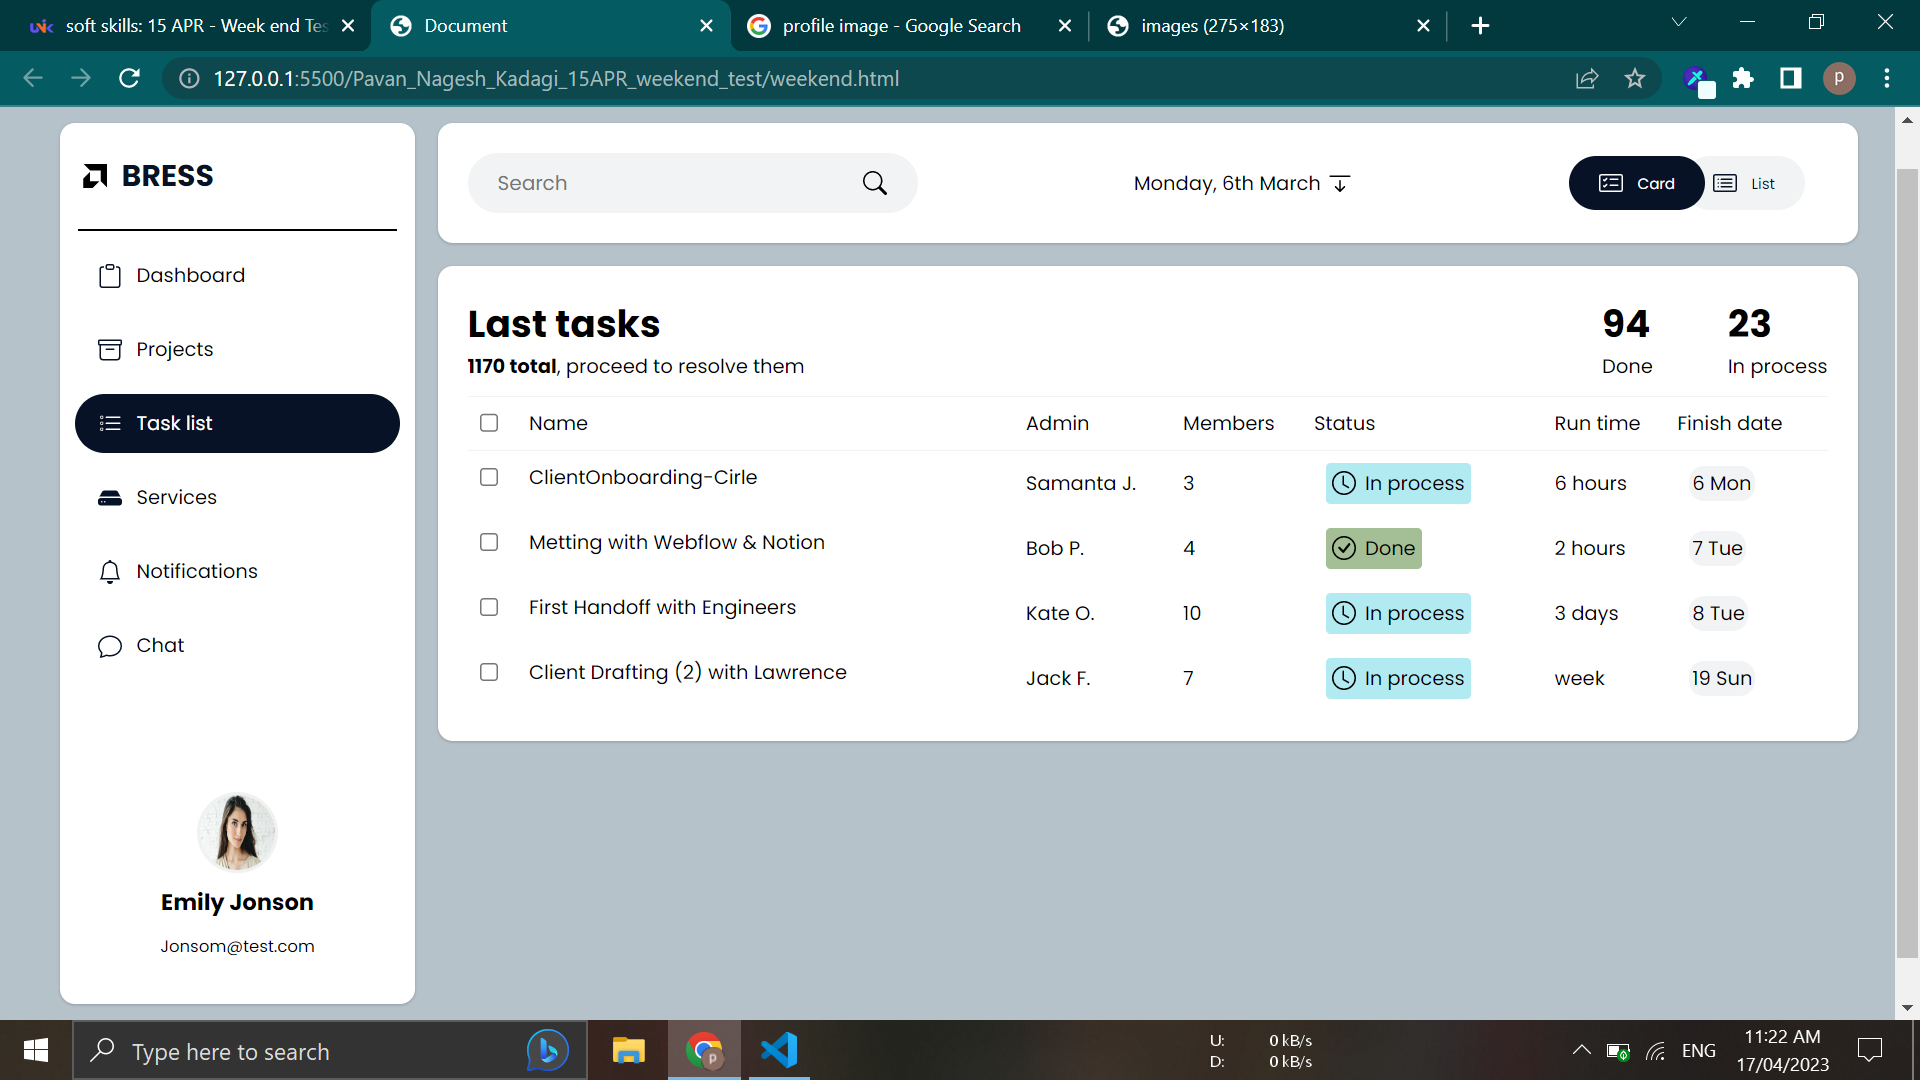 soft skills: 15 APR - Week end Tes
Document
profile image - Google Search
images (275×183)
127.0.0.1:5500/Pavan_Nagesh_Kadagi_15APR_weekend_test/weekend.html
p
BRESS
Search
Monday, 6th March
Card
List
Dashboard
Projects
Task list
Services
Notifications
Chat
Emily Jonson
Jonsom@test.com
Last tasks
1170 total, proceed to resolve them
94
Done
23
In process
Name Admin Members Status Run time Finish date
ClientOnboarding-Cirle Samanta J. 3 In process 6 hours 6 Mon
Metting with Webflow & Notion Bob P. 4 Done 2 hours 7 Tue
First Handoff with Engineers Kate O. 10 In process 3 days 8 Tue
Client Drafting (2) with Lawrence Jack F. 7 In process week 19 Sun
Type here to search
p
U: 0 kB/s
D: 0 kB/s
ENG
11:22 AM
17/04/2023